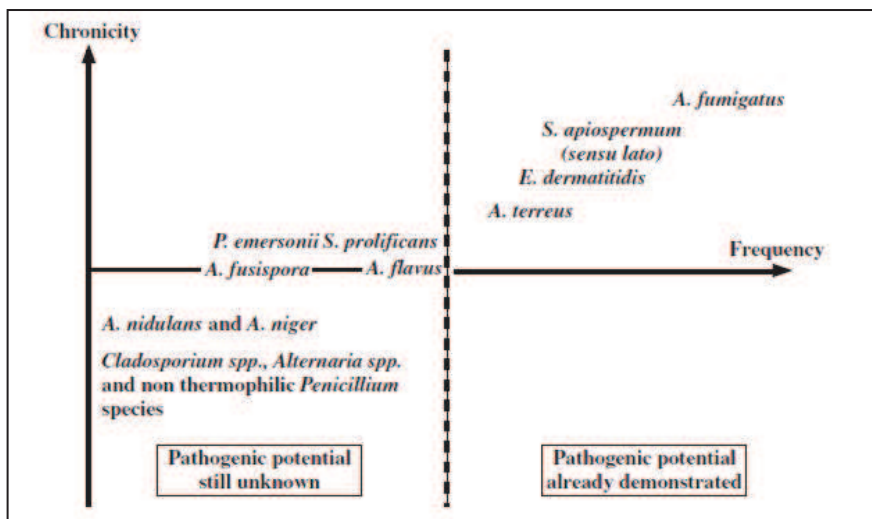 Chronicity
A. fumigatus
S. apiospermum
(sensu lato)
E. dermatitidis
A. terreus
P. emersonii S. prolificans
Frequency
A. fusispora
A. flavus
A. nidulans and A. niger
Cladosporium spp., Alternaria spp.
and non thermophilic Penicillium
species
Pathogenic potential
still unknown
Pathogenic potential
already demonstrated